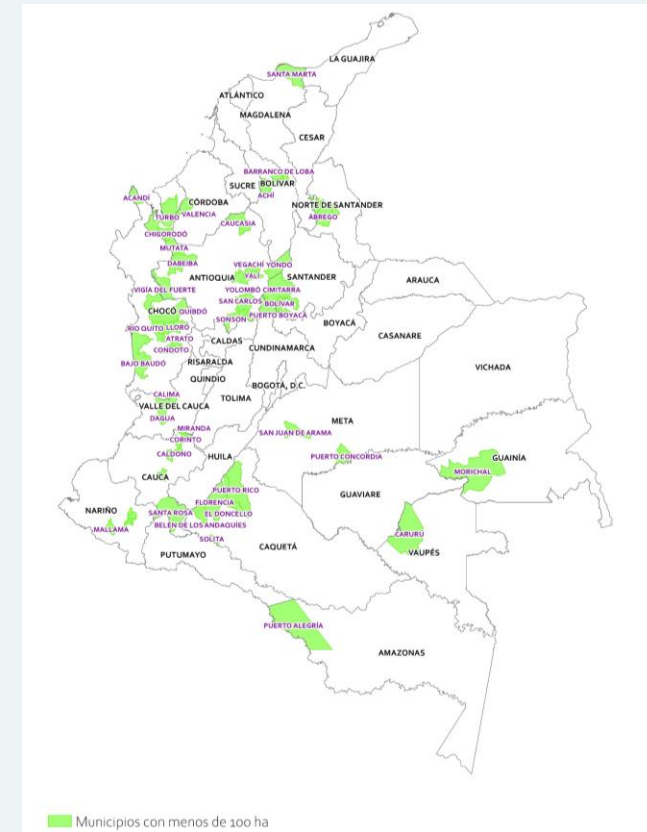 LA GUAJIRA
SANTA MARTA
ATLÁNTICO
MAGDALENA
CESAR
BARRANCO DE LOBA
SUCRE BOLÍVAR
ACHÍ
ACANDÍ
CÓRDOBA
NORTE DE SANTANDER
TURBO VALENCIA
ÁBREGO
CAUCASIA
CHIGORODÓ
MUTATA
DABEIBA
VEGACHÍ YONDÓ
ANTIOQUIA YALÍ SANTANDER
ARAUCA
VIGÍA DEL FUERTE
YOLOMBÓ CIMITARRA
SAN CARLOS BOLÍVAR
CHOCÓ QUIBDÓ
SONSON PUERTO BOYACÁ
BOYACÁ
RIO QUITO LLORÓ
ATRATO
CALDAS
CASANARE
CONDOTO
CUNDINAMARCA
BAJO BAUDÓ
RISARALDA
VICHADA
QUINDIO
BOGOTÁ, D.C.
CALIMA
TOLIMA
VALLE DEL CAUCA
DAGUA
META
MIRANDA
SAN JUAN DE ARAMA
CORINTO
CALDONO
HUILA
PUERTO CONCORDIA
GUAINÍA
MORICHAL
CAUCA
PUERTO RICO
GUAVIARE
FLORENCIA
NARIÑO
SANTA ROSA EL DONCELLO
MALLAMA
BELÉN DE LOS ANDAQUÍES
CARURÚ
SOLITA
CAQUETÁ
VAUPÉS
PUTUMAYO
PUERTO ALEGRÍA
AMAZONAS
Municipios con menos de 100 ha